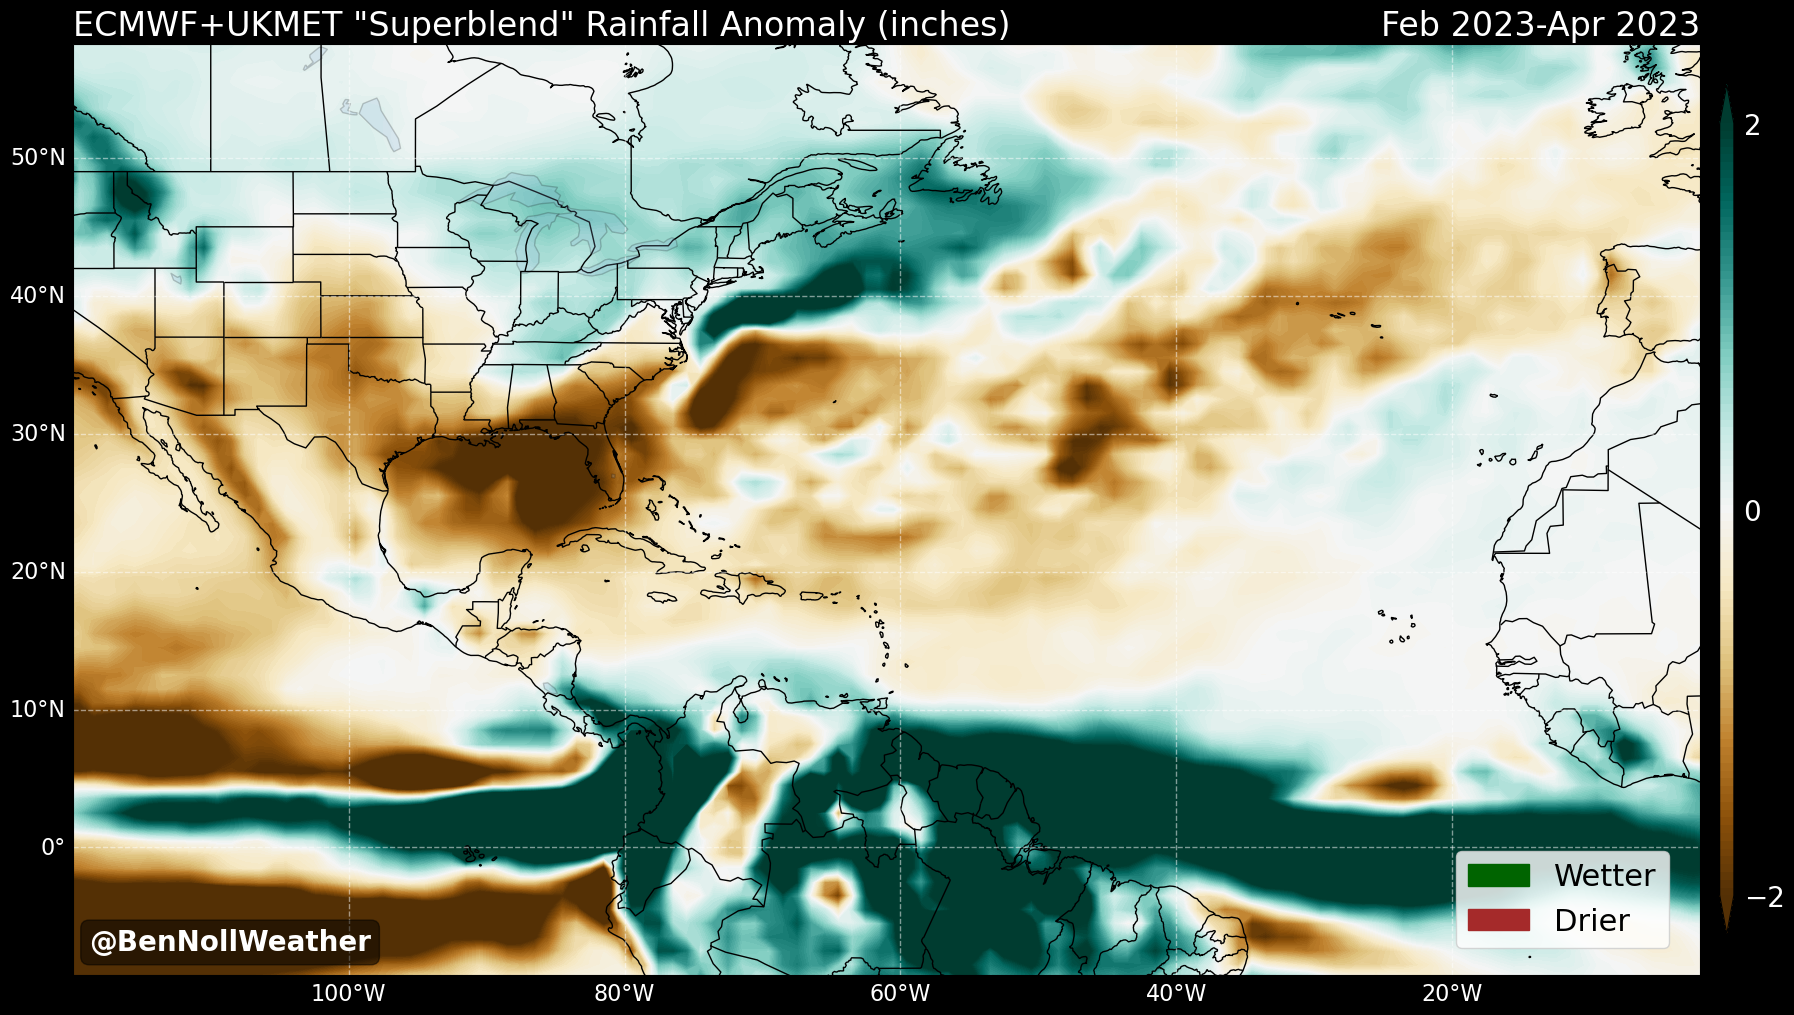 ECMWF+UKMET "Superblend" Rainfall Anomaly (inches)
Feb 2023-Apr 2023
50°N
40°N
30°N
20°N
10°N
0°
100°W
80°W
60°W
40°W
20°W
2
0
−2
Wetter
Drier
@BenNollWeather